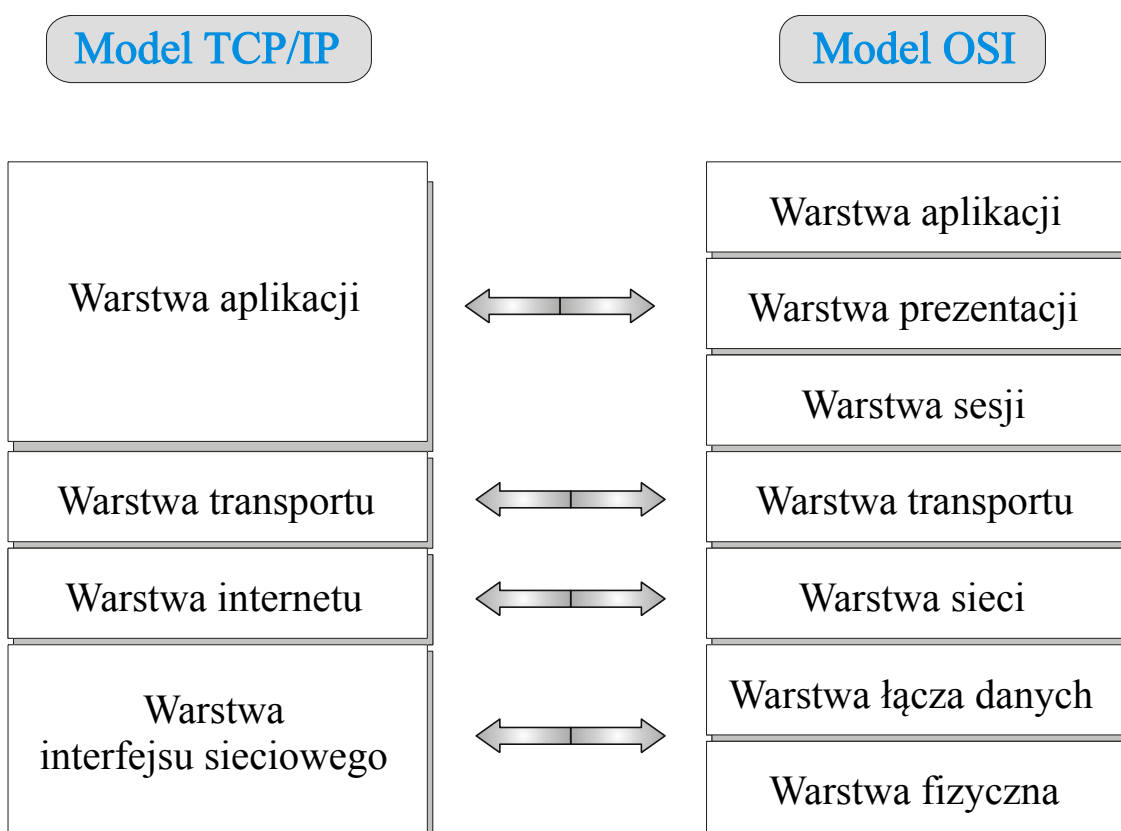 Model TCP/IP
Model OSI
Warstwa aplikacji
Warstwa transportu
Warstwa internetu
Warstwa
interfejsu sieciowego
Warstwa aplikacji
Warstwa prezentacji
Warstwa sesji
Warstwa transportu
Warstwa sieci
Warstwa łącza danych
Warstwa fizyczna